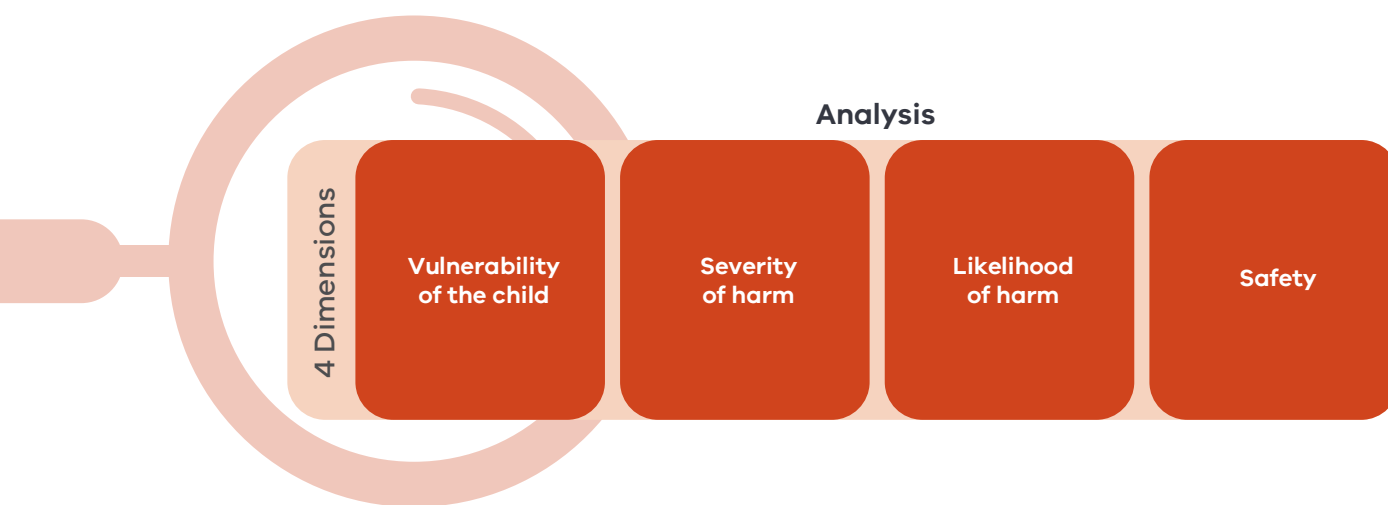 Analysis
4 Dimensions
Vulnerability
of the child
Severity
of harm
Likelihood
of harm
Safety